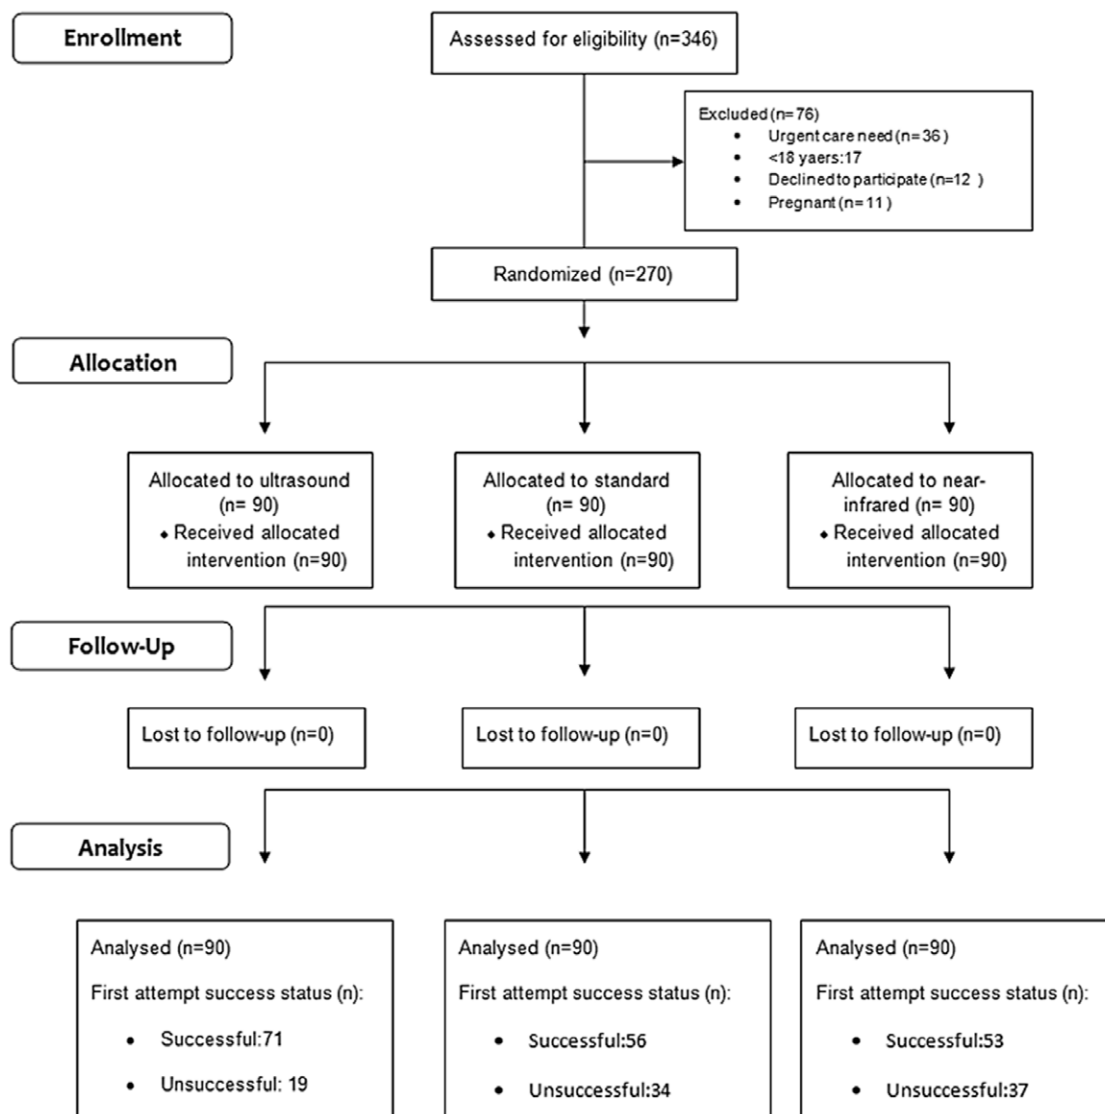 Enrollment
Assessed for eligibility (n=346)
Excluded (n=76)
• Urgent care need (n=36 )
• <18 yaers:17
• Declined to participate (n=12 )
• Pregnant (n=11 )
Randomized (n=270)
Allocation
Allocated to ultrasound
(n= 90)
♦ Received allocated
intervention (n=90)
Allocated to standard
(n= 90)
♦ Received allocated
intervention (n=90)
Allocated to near-
infrared (n= 90)
♦ Received allocated
intervention (n=90)
Follow-Up
Lost to follow-up (n=0)
Lost to follow-up (n=0)
Lost to follow-up (n=0)
Analysis
Analysed (n=90)
First attempt success status (n):
• Successful:71
• Unsuccessful: 19
Analysed (n=90)
First attempt success status (n):
• Successful:56
• Unsuccessful:34
Analysed (n=90)
First attempt success status (n):
• Successful:53
• Unsuccessful:37